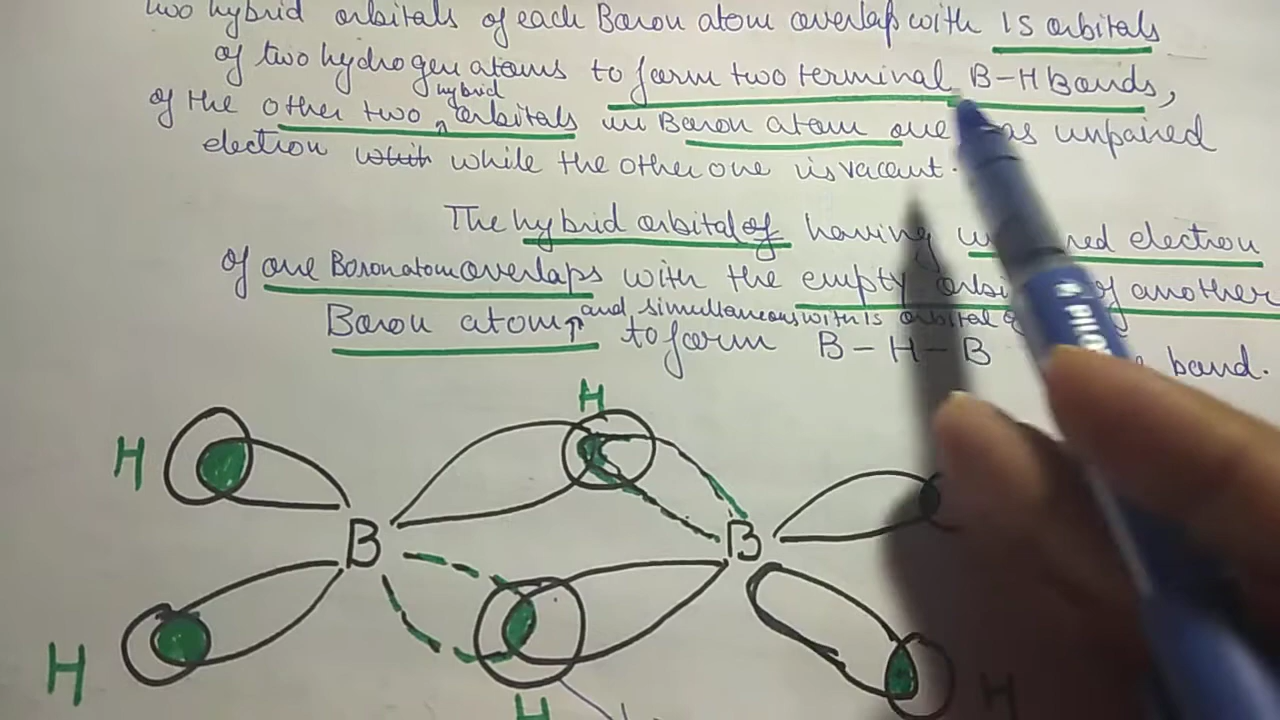 two hybrid orbitals of each Boron atom overlap with 1S orbitals
of two hydrogen atoms to form two terminal B-H Bonds,
of the other two hybrid orbitals in Boron atom one has unpaired
electron while the other one is vacant.
The hybrid orbital of having electron
of one Boron atom overlaps with the empty of another
Boron atom, and simultaneous with 1s orbital
to form B-H-B bond.
H
H
B
B
H
H
H
PILOT